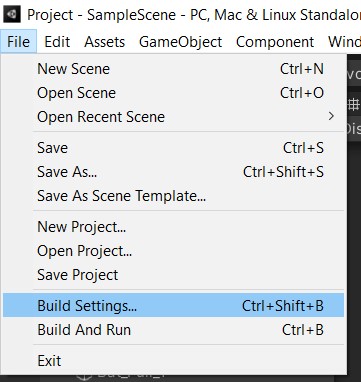 Project - SampleScene - PC, Mac & Linux Standalon
File Edit Assets GameObject Component Wind
New Scene Ctrl+N
Open Scene Ctrl+O
Open Recent Scene >
Save Ctrl+S
Save As... Ctrl+Shift+S
Save As Scene Template...
New Project...
Open Project...
Save Project
Build Settings... Ctrl+Shift+B
Build And Run Ctrl+B
Exit